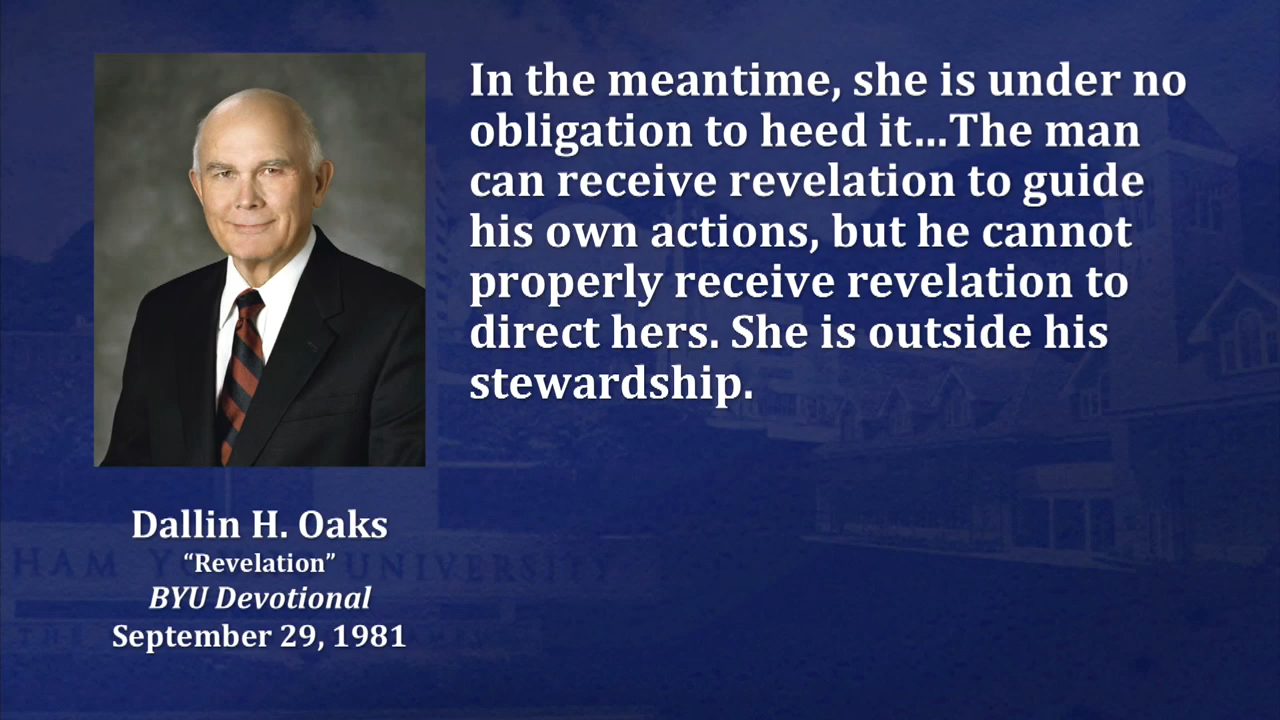 In the meantime, she is under no
obligation to heed it...The man
can receive revelation to guide
his own actions, but he cannot
properly receive revelation to
direct hers. She is outside his
stewardship.
Dallin H. Oaks
“Revelation”
BYU Devotional
September 29, 1981
HAM Y UNIVERSITY